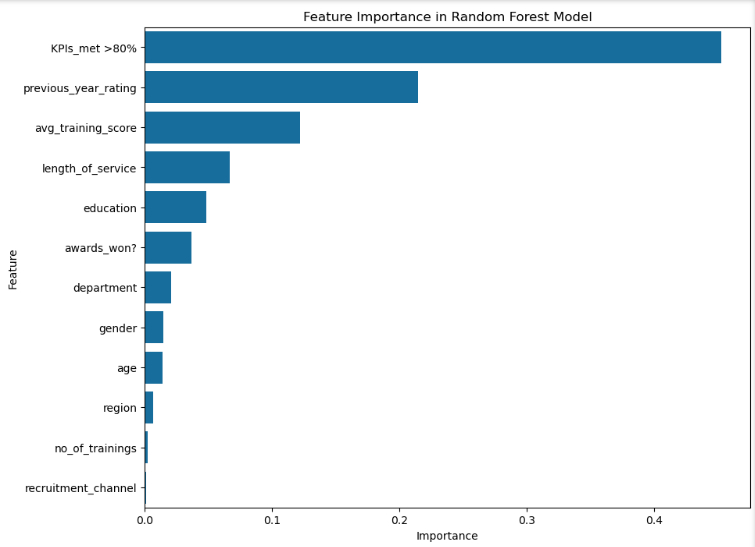 Feature Importance in Random Forest Model
KPIs_met >80%
previous_year_rating
avg_training_score
length_of_service
education
awards_won?
department
gender
age
region
no_of_trainings
recruitment_channel
Feature
0.0 0.1 0.2 0.3 0.4
Importance